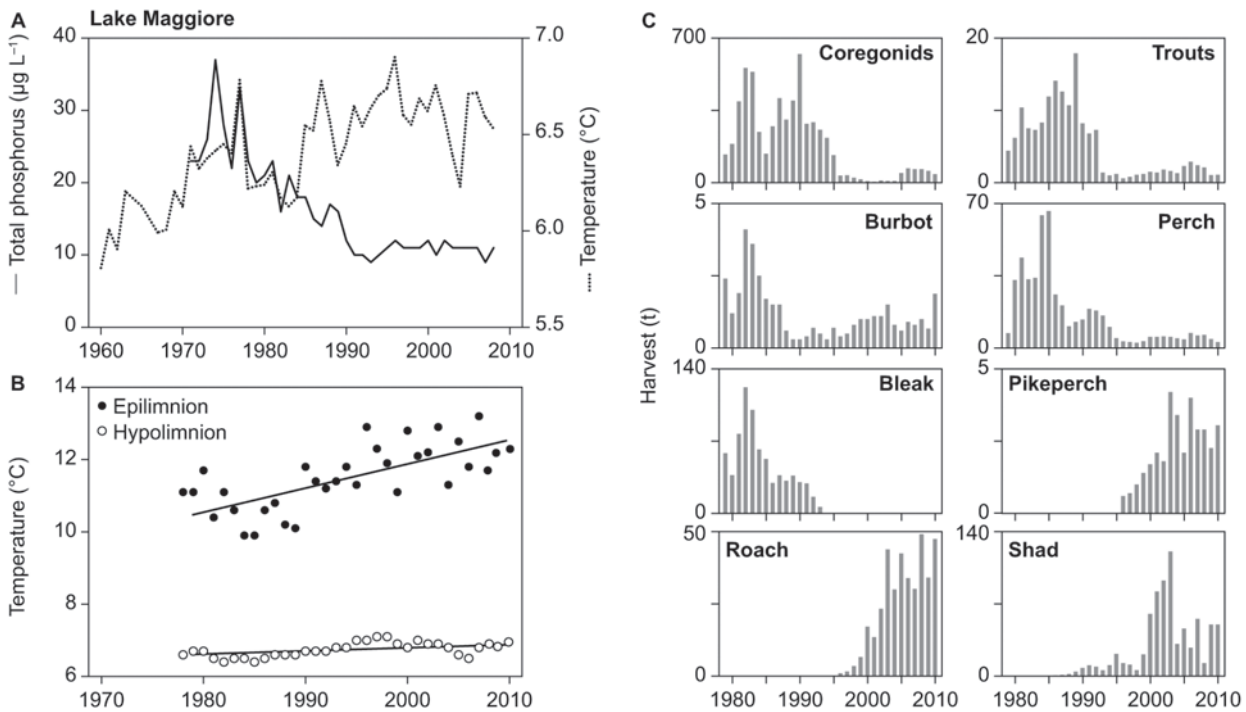 A
Lake Maggiore
— Total phosphorus (µg L⁻¹)
40
30
20
10
0
7.0
6.5
6.0
5.5
Temperature (°C)
1960 1970 1980 1990 2000 2010
B
Temperature (°C)
14
12
10
8
6
Epilimnion
Hypolimnion
1970 1980 1990 2000 2010
C
Harvest (t)
700
0
Coregonids
20
10
0
Trouts
5
0
Burbot
70
0
Perch
140
0
Bleak
5
0
Pikeperch
50
0
Roach
140
0
Shad
1980 1990 2000 2010
1980 1990 2000 2010